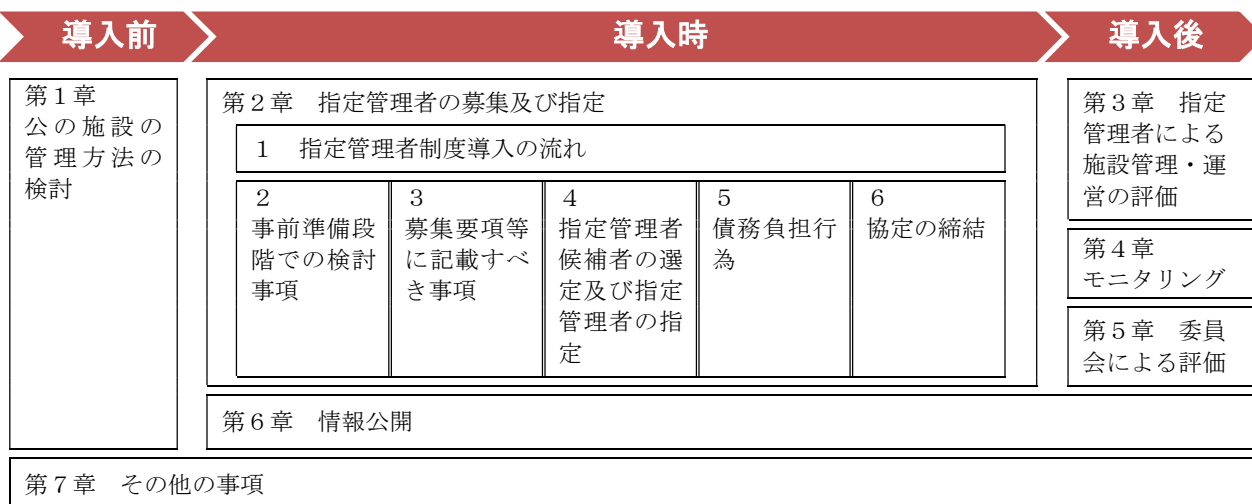 導入前
導入時
導入後
第１章
公の施設の
管理方法の
検討
第２章　指定管理者の募集及び指定
１　指定管理者制度導入の流れ
２
事前準備段
階での検討
事項
３
募集要項等
に記載すべ
き事項
４
指定管理者
候補者の選
定及び指定
管理者の指
定
５
債務負担行
為
６
協定の締結
第３章　指定
管理者による
施設管理・運
営の評価
第４章
モニタリング
第５章　委員
会による評価
第６章　情報公開
第７章　その他の事項